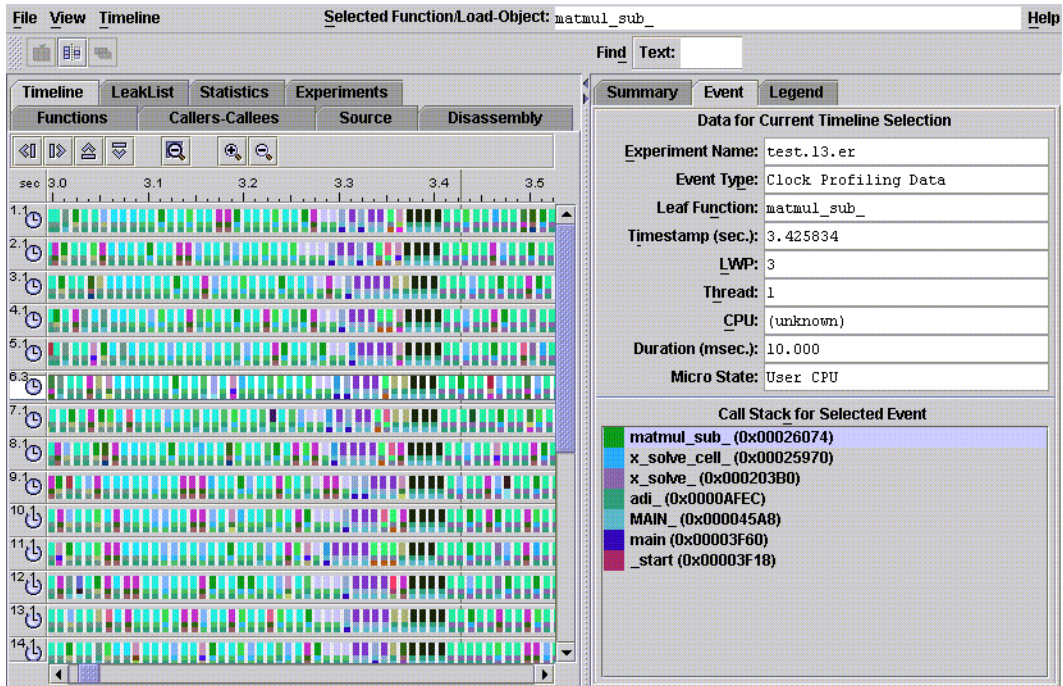 File View Timeline Selected Function/Load-Object: matmul_sub_ Help
Find Text:
Timeline LeakList Statistics Experiments
Functions Callers-Callees Source Disassembly
sec 3.0 3.1 3.2 3.3 3.4 3.5
1.1
2.1
3.1
4.1
5.1
6.3
7.1
8.1
9.1
10.1
11.1
12.1
13.1
14.1
Summary Event Legend
Data for Current Timeline Selection
Experiment Name: test.13.er
Event Type: Clock Profiling Data
Leaf Function: matmul_sub_
Timestamp (sec.): 3.425834
LWP: 3
Thread: 1
CPU: (unknown)
Duration (msec.): 10.000
Micro State: User CPU
Call Stack for Selected Event
matmul_sub_ (0x00026074)
x_solve_cell_ (0x00025970)
x_solve_ (0x000203B0)
adi_ (0x0000AFEC)
MAIN_ (0x000045A8)
main (0x00003F60)
_start (0x00003F18)